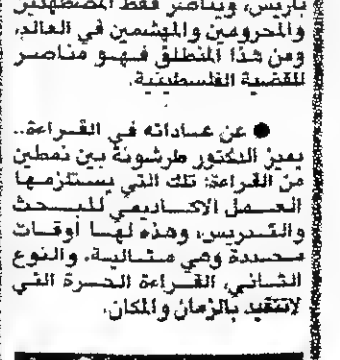 باريس، ويناصر فقط المضطهدين
والمحرومين والمهشمين في العالم،
ومن هذا المنطلق فهو مناصر
للقضية الفلسطينية.
● عن عاداته في القراءة..
يميز الدكتور طرشونة بين نمطين
من القراءة: تلك التي يستلزمها
العمل الاكاديمي للبحث
والتدريس، وهذه لها أوقات
محددة وهي متالية. والنوع
الثاني، القراءة الحرة التي
لاتتقيد بالزمان والمكان.